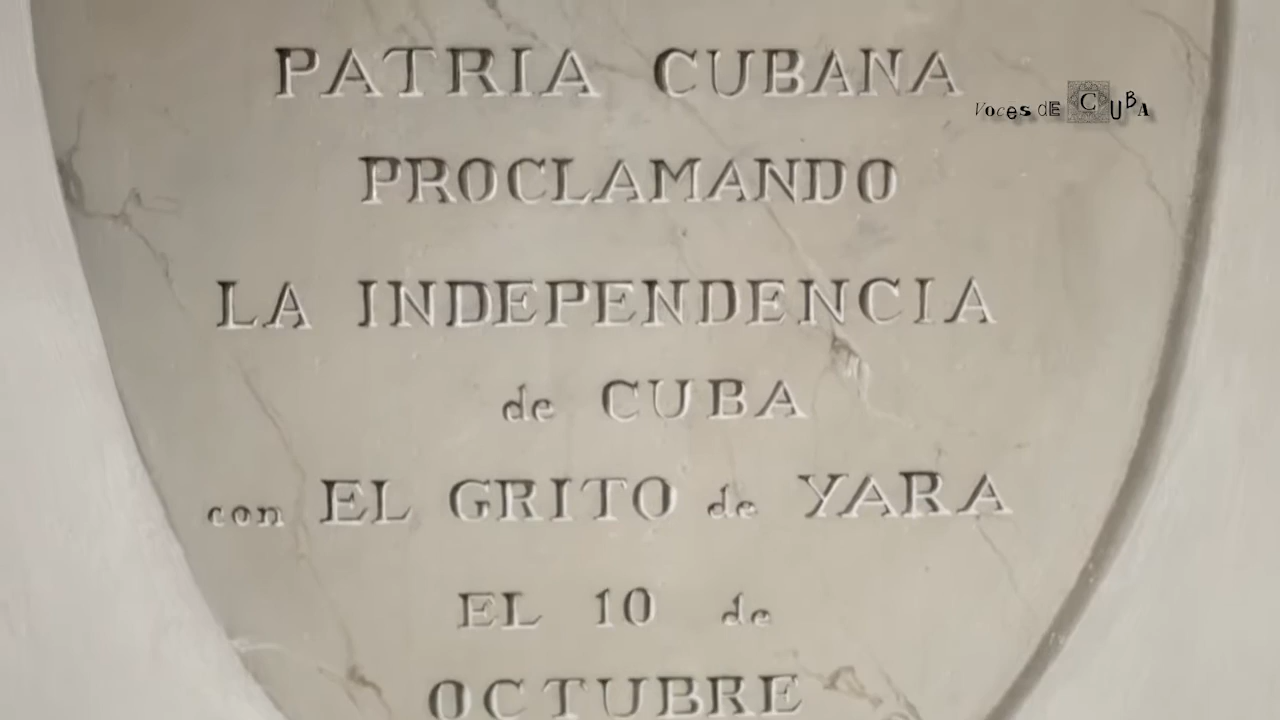 PATRIA CUBANA
VOCES DE CUBA
PROCLAMANDO
LA INDEPENDENCIA
de CUBA
con EL GRITO de YARA
EL 10 de
OCTUBRE